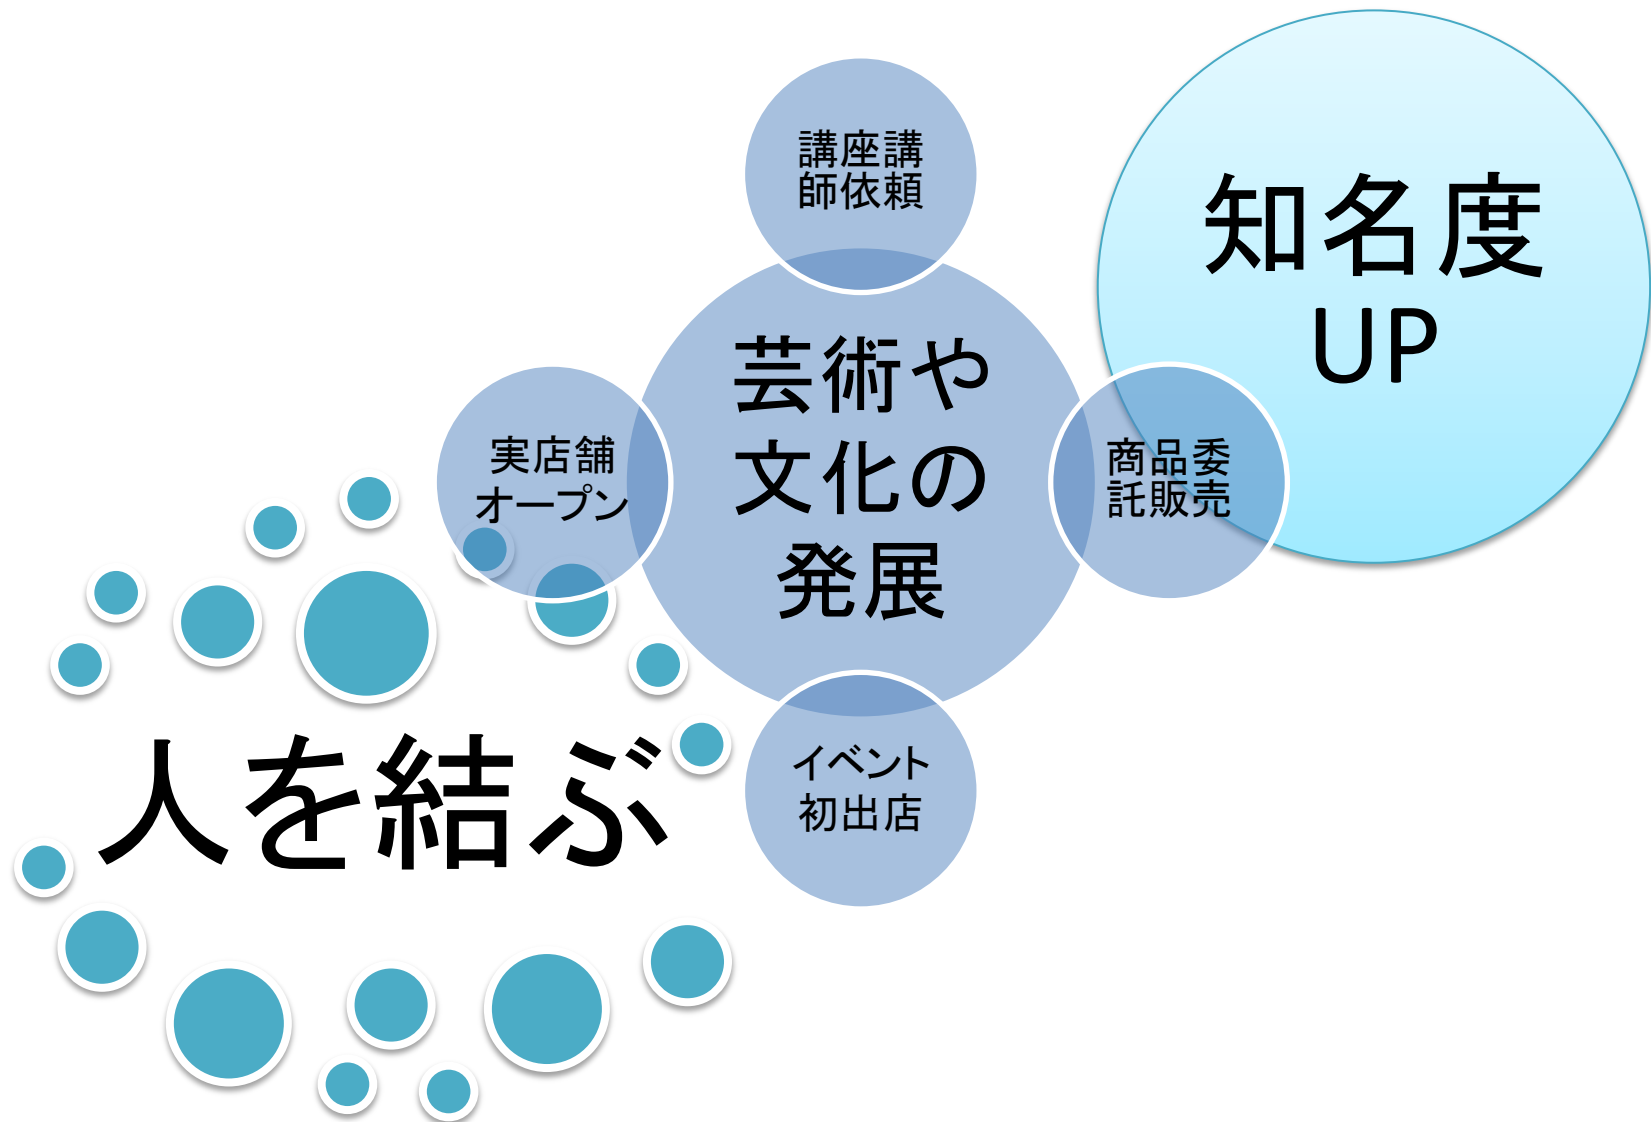 講座講
師依頼
知名度
UP
芸術や
文化の
発展
実店舗
オープン
商品委
託販売
人を結ぶ
イベント
初出店